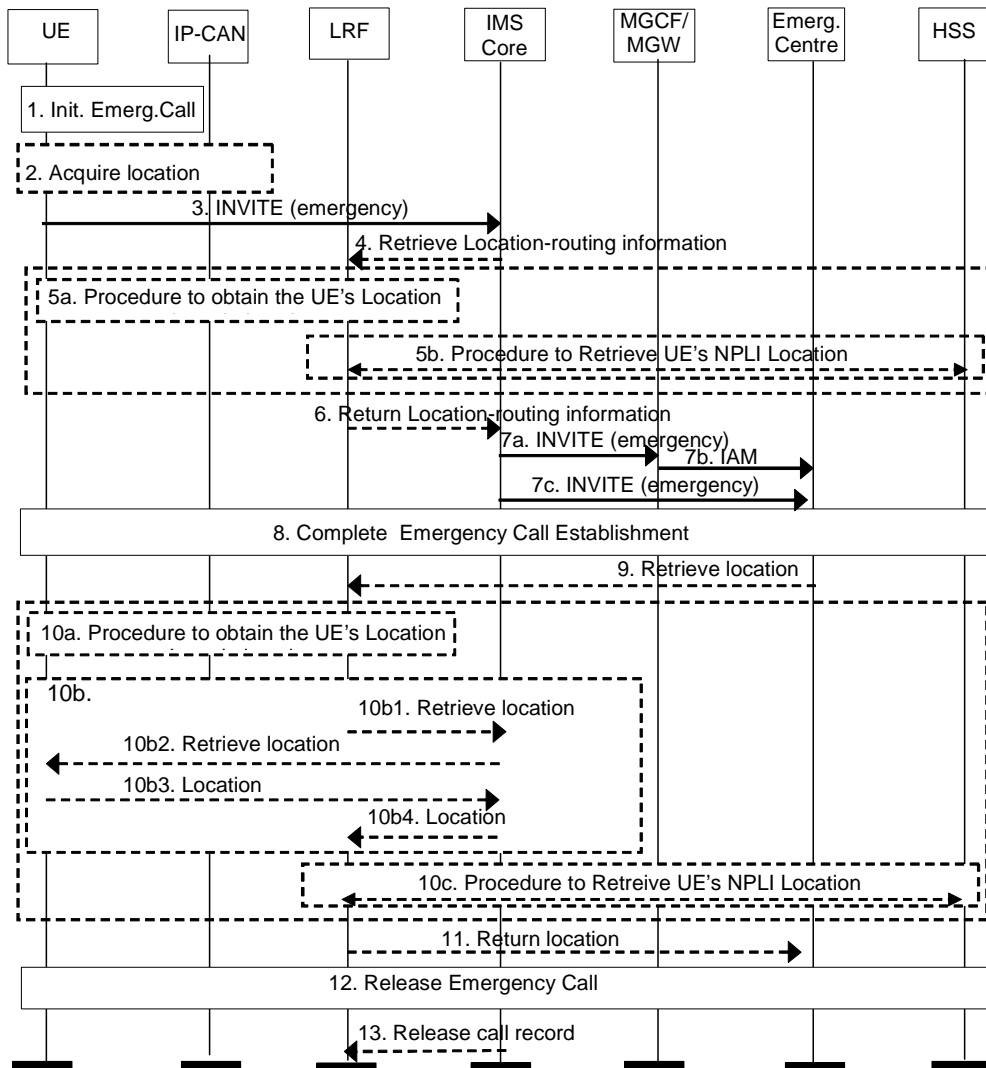 UE
IP-CAN
LRF
IMS
Core
MGCF/
MGW
Emerg.
Centre
HSS
1. Init. Emerg.Call
2. Acquire location
3. INVITE (emergency)
4. Retrieve Location-routing information
5a. Procedure to obtain the UE's Location
5b. Procedure to Retrieve UE's NPLI Location
6. Return Location-routing information
7a. INVITE (emergency)
7b. IAM
7c. INVITE (emergency)
8. Complete Emergency Call Establishment
9. Retrieve location
10a. Procedure to obtain the UE's Location
10b.
10b1. Retrieve location
10b2. Retrieve location
10b3. Location
10b4. Location
10c. Procedure to Retreive UE's NPLI Location
11. Return location
12. Release Emergency Call
13. Release call record